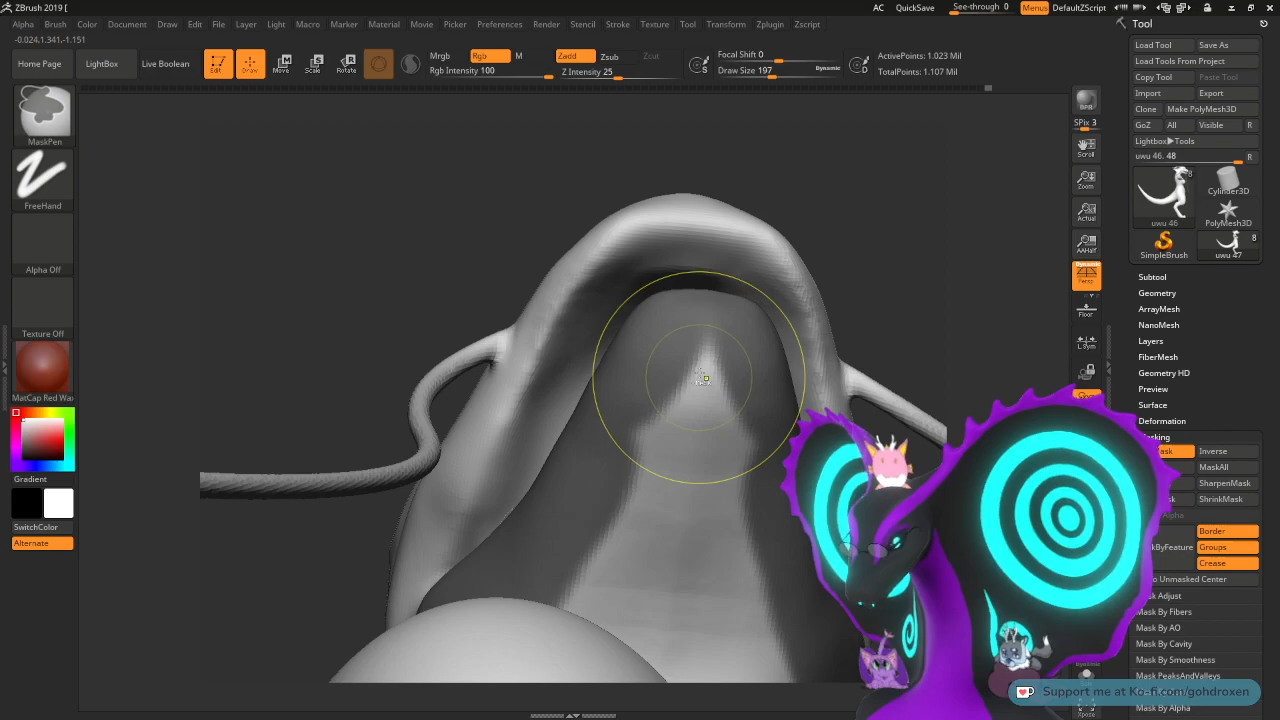 ZBrush 2019 [
AC QuickSave See-through 0 Menus DefaultZScript
Alpha Brush Color Document Draw Edit File Layer Light Macro Marker Material Movie Picker Preferences Render Stencil Stroke Texture Tool Transform Zplugin Zscript
-0.024,1.341,-1.151
Home Page LightBox Live Boolean
Edit Draw Move Scale Rotate
Mrgb Rgb M
Rgb Intensity 100
Zadd Zsub Zcut
Z Intensity 25
Focal Shift 0
Draw Size 197 Dynamic
S
D
ActivePoints: 1.023 Mil
TotalPoints: 1.107 Mil
MaskPen
FreeHand
Alpha Off
Texture Off
MatCap Red Wax
Gradient
SwitchColor
Alternate
BPR
SPix 3
Scroll
Zoom
Actual
AAHalf
Dynamic
Persp
Floor
L.Sym
Xpose
Tool
Load Tool Save As
Load Tools From Project
Copy Tool Paste Tool
Import Export
Clone Make PolyMesh3D
GoZ All Visible R
Lightbox▶Tools
uwu 46. 48 R
8
Cylinder3D
uwu 46 PolyMesh3D
8
SimpleBrush uwu 47
Subtool
Geometry
ArrayMesh
NanoMesh
Layers
FiberMesh
Geometry HD
Preview
Surface
Deformation
Inverse
MaskAll
SharpenMask
ShrinkMask
Border
Groups
Crease
Unmasked Center
Mask By Fibers
Mask By AO
Mask By Cavity
Mask By Smoothness
Mask PeaksAndValleys
Mask By Alpha
Support me at Ko-fi.com/gohdroxen